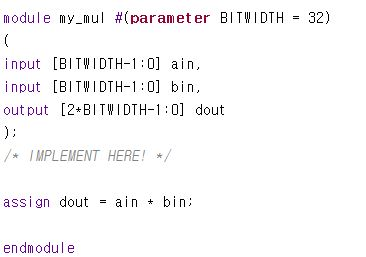 module my_mul #(parameter BITWIDTH = 32)
(
input [BITWIDTH-1:0] ain,
input [BITWIDTH-1:0] bin,
output [2*BITWIDTH-1:0] dout
);
/* IMPLEMENT HERE! */
assign dout = ain * bin;
endmodule